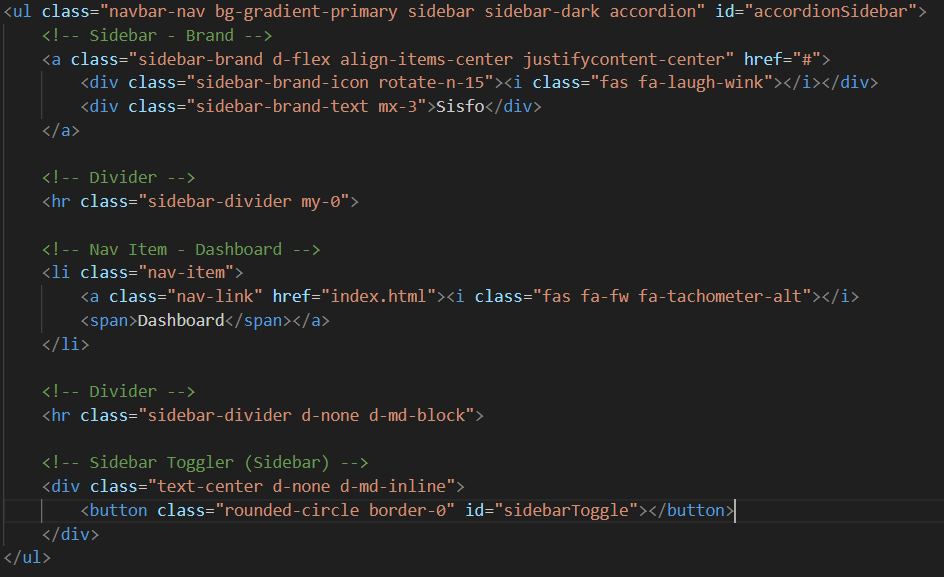 <ul class="navbar-nav bg-gradient-primary sidebar sidebar-dark accordion" id="accordionSidebar">
<!-- Sidebar - Brand -->
<a class="sidebar-brand d-flex align-items-center justifycontent-center" href="#">
<div class="sidebar-brand-icon rotate-n-15"><i class="fas fa-laugh-wink"></i></div>
<div class="sidebar-brand-text mx-3">Sisfo</div>
</a>
<!-- Divider -->
<hr class="sidebar-divider my-0">
<!-- Nav Item - Dashboard -->
<li class="nav-item">
<a class="nav-link" href="index.html"><i class="fas fa-fw fa-tachometer-alt"></i>
<span>Dashboard</span></a>
</li>
<!-- Divider -->
<hr class="sidebar-divider d-none d-md-block">
<!-- Sidebar Toggler (Sidebar) -->
<div class="text-center d-none d-md-inline">
<button class="rounded-circle border-0" id="sidebarToggle"></button>
</div>
</ul>